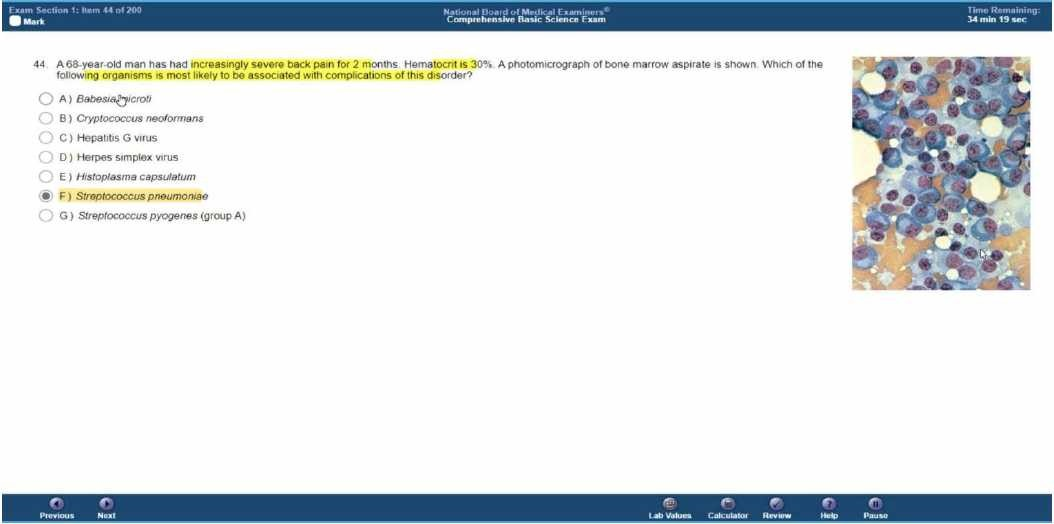 Exam Section 1: Item 44 of 200
National Board of Medical Examiners®
Time Remaining:
Mark
Comprehensive Basic Science Exam
34 min 19 sec
44. A 68-year-old man has had increasingly severe back pain for 2 months. Hematocrit is 30%. A photomicrograph of bone marrow aspirate is shown. Which of the
following organisms is most likely to be associated with complications of this disorder?
A) Babesia microti
B) Cryptococcus neoformans
C) Hepatitis G virus
D) Herpes simplex virus
E) Histoplasma capsulatum
F) Streptococcus pneumoniae
G) Streptococcus pyogenes (group A)
Previous
Next
Lab Values
Calculator
Review
Help
Pause